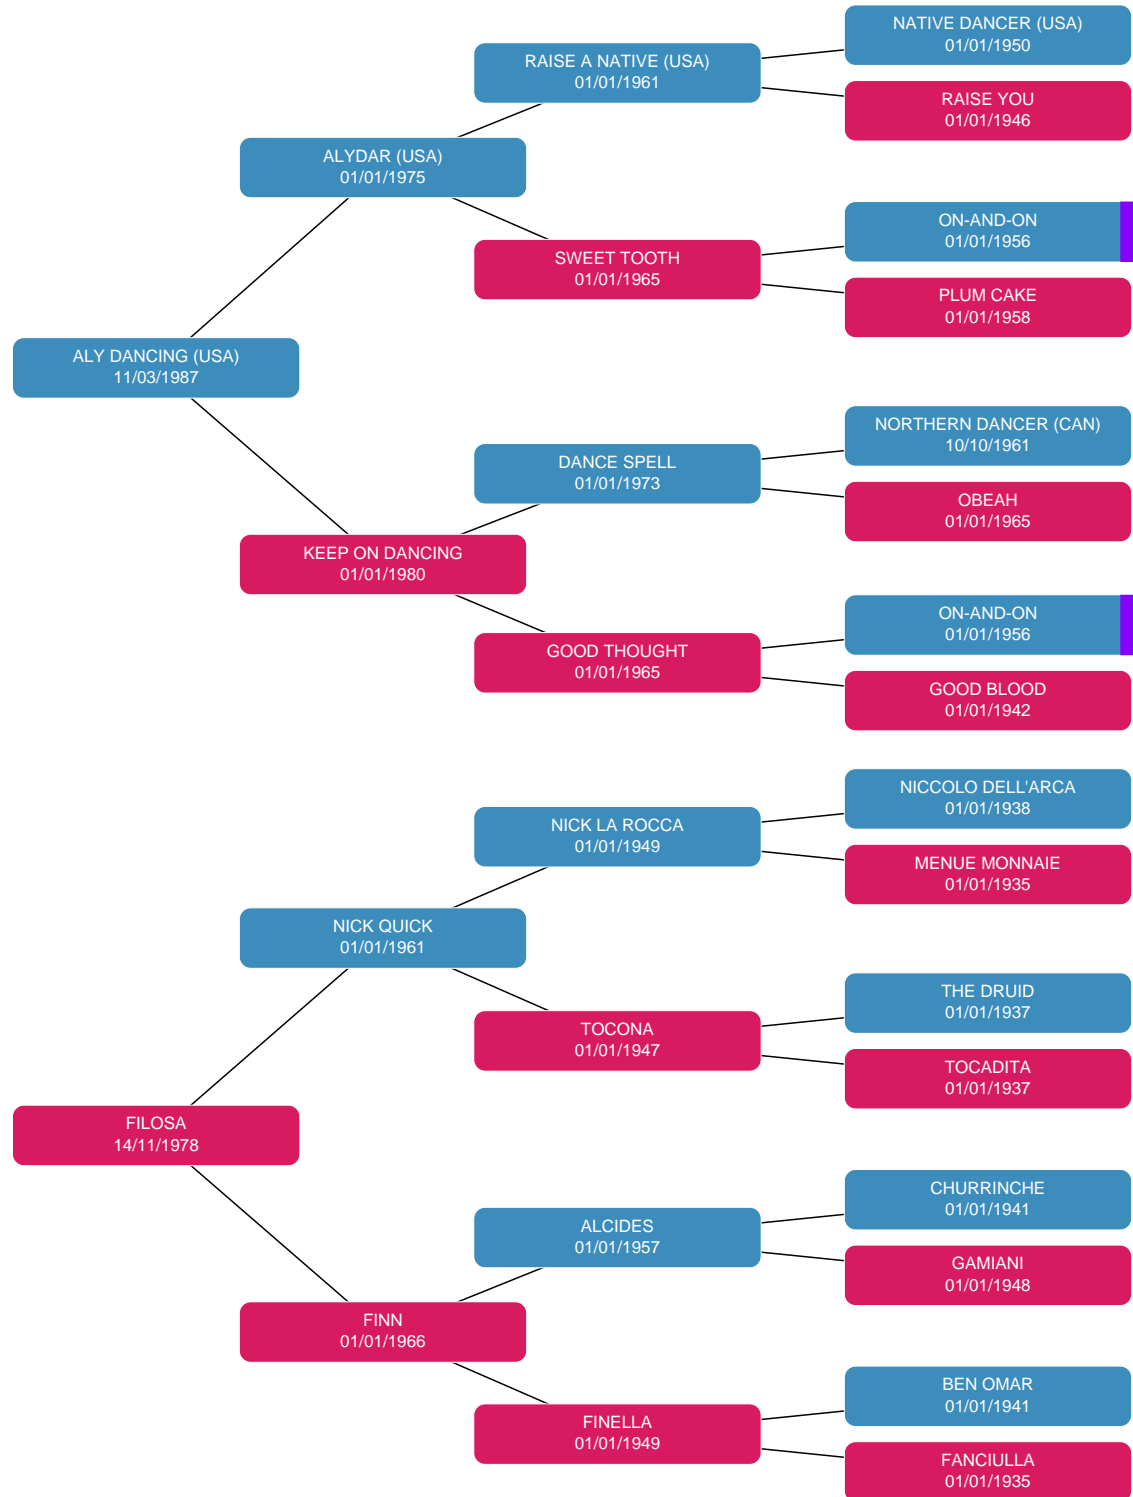 NATIVE DANCER (USA)
01/01/1950
RAISE A NATIVE (USA)
01/01/1961
RAISE YOU
01/01/1946
ALYDAR (USA)
01/01/1975
ON-AND-ON
01/01/1956
SWEET TOOTH
01/01/1965
PLUM CAKE
01/01/1958
ALY DANCING (USA)
11/03/1987
NORTHERN DANCER (CAN)
10/10/1961
DANCE SPELL
01/01/1973
OBEAH
01/01/1965
KEEP ON DANCING
01/01/1980
ON-AND-ON
01/01/1956
GOOD THOUGHT
01/01/1965
GOOD BLOOD
01/01/1942
NICCOLO DELL'ARCA
01/01/1938
NICK LA ROCCA
01/01/1949
MENUE MONNAIE
01/01/1935
NICK QUICK
01/01/1961
THE DRUID
01/01/1937
TOCONA
01/01/1947
TOCADITA
01/01/1937
FILOSA
14/11/1978
CHURRINCHE
01/01/1941
ALCIDES
01/01/1957
GAMIANI
01/01/1948
FINN
01/01/1966
BEN OMAR
01/01/1941
FINELLA
01/01/1949
FANCIULLA
01/01/1935